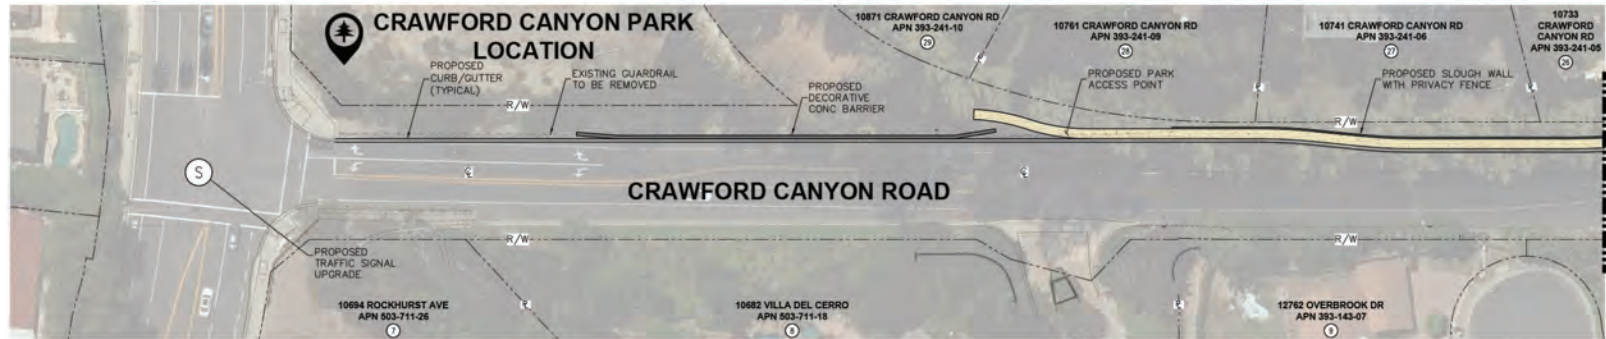 CRAWFORD CANYON PARK
LOCATION
PROPOSED
CURB/GUTTER
(TYPICAL)
EXISTING GUARDRAIL
TO BE REMOVED
R/W
PROPOSED
DECORATIVE
CONC BARRIER
10871 CRAWFORD CANYON RD
APN 393-241-10
29
10761 CRAWFORD CANYON RD
APN 393-241-09
28
PROPOSED PARK
ACCESS POINT
10741 CRAWFORD CANYON RD
APN 393-241-06
27
PROPOSED SLOUGH WALL
WITH PRIVACY FENCE
R/W
10733
CRAWFORD
CANYON RD
APN 393-241-05
26
S
CRAWFORD CANYON ROAD
PROPOSED
TRAFFIC SIGNAL
UPGRADE
R/W
R/W
10694 ROCKHURST AVE
APN 503-711-26
7
10682 VILLA DEL CERRO
APN 503-711-18
8
12762 OVERBROOK DR
APN 393-143-07
9